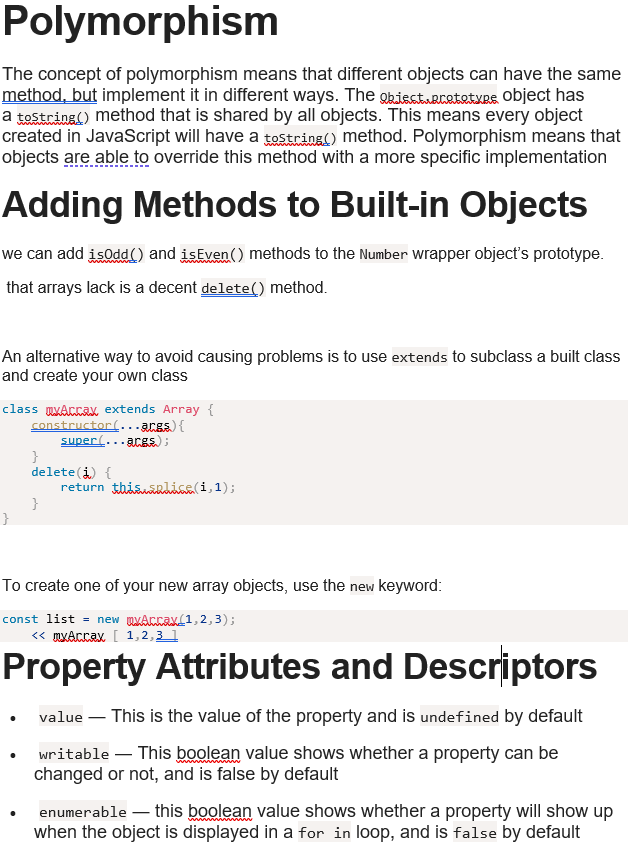 Polymorphism
The concept of polymorphism means that different objects can have the same
method, but implement it in different ways. The Object.prototype object has
a toString() method that is shared by all objects. This means every object
created in JavaScript will have a toString() method. Polymorphism means that
objects are able to override this method with a more specific implementation
Adding Methods to Built-in Objects
we can add isOdd() and isEven() methods to the Number wrapper object’s prototype.
that arrays lack is a decent delete() method.
An alternative way to avoid causing problems is to use extends to subclass a built class
and create your own class
class myArray extends Array {
    constructor(...args){
        super(...args);
    }
    delete(i) {
        return this.splice(i,1);
    }
}
To create one of your new array objects, use the new keyword:
const list = new myArray(1,2,3);
    << myArray [ 1,2,3 ]
Property Attributes and Descriptors
• value — This is the value of the property and is undefined by default
• writable — This boolean value shows whether a property can be
changed or not, and is false by default
• enumerable — this boolean value shows whether a property will show up
when the object is displayed in a for in loop, and is false by default